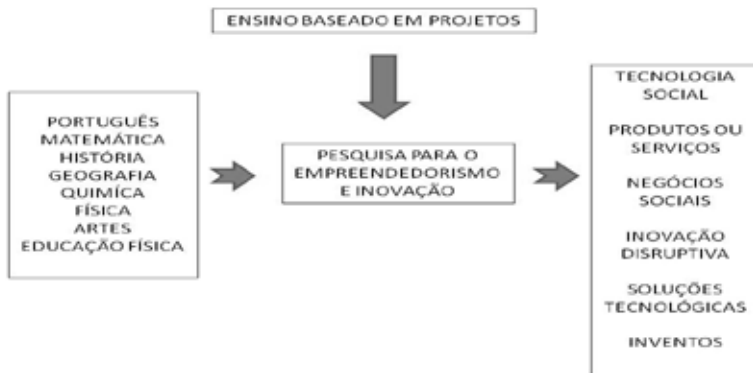 ENSINO BASEADO EM PROJETOS
PORTUGUÊS
MATEMÁTICA
HISTÓRIA
GEOGRAFIA
QUIMÍCA
FÍSICA
ARTES
EDUCAÇÃO FÍSICA
PESQUISA PARA O
EMPREENDEDORISMO
E INOVAÇÃO
TECNOLOGIA
SOCIAL
PRODUTOS OU
SERVIÇOS
NEGÓCIOS
SOCIAIS
INOVAÇÃO
DISRUPTIVA
SOLUÇÕES
TECNOLÓGICAS
INVENTOS